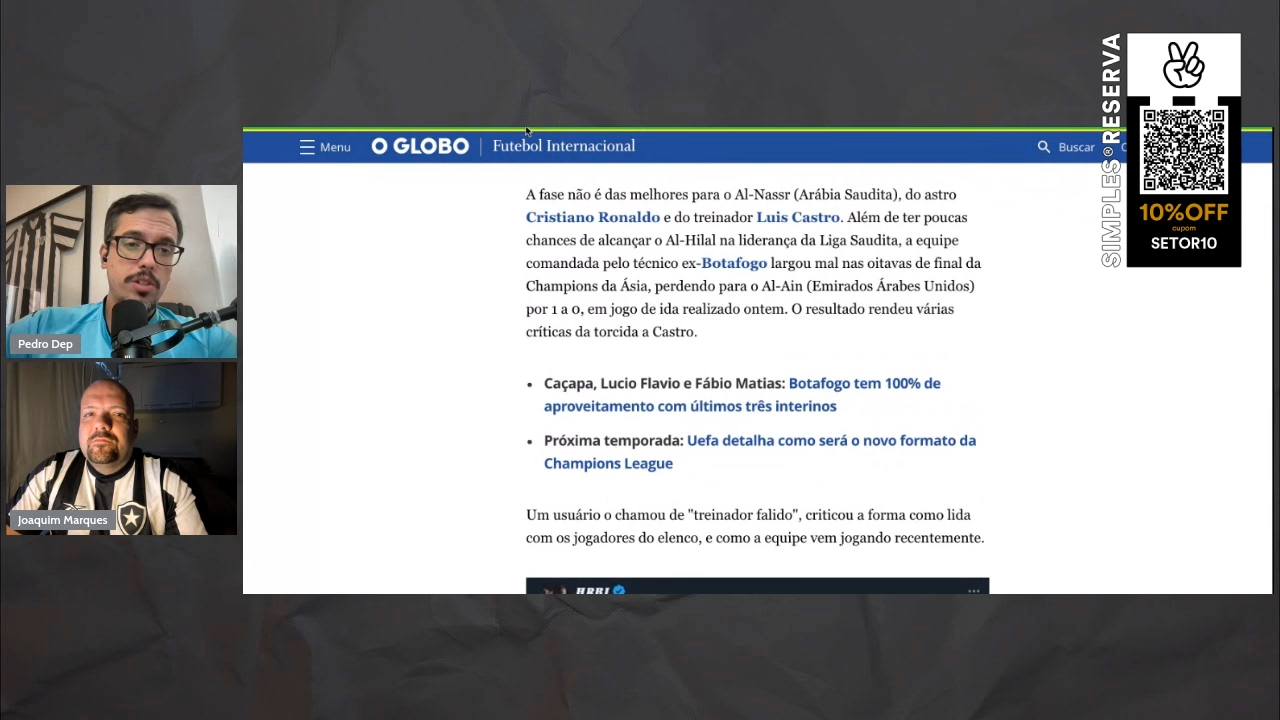 SIMPLES®RESERVA
10%OFF
cupom
SETOR10
Menu
O GLOBO
Futebol Internacional
Buscar
A fase não é das melhores para o Al-Nassr (Arábia Saudita), do astro
Cristiano Ronaldo e do treinador Luis Castro. Além de ter poucas
chances de alcançar o Al-Hilal na liderança da Liga Saudita, a equipe
comandada pelo técnico ex-Botafogo largou mal nas oitavas de final da
Champions da Ásia, perdendo para o Al-Ain (Emirados Árabes Unidos)
por 1 a 0, em jogo de ida realizado ontem. O resultado rendeu várias
críticas da torcida a Castro.
• Caçapa, Lucio Flavio e Fábio Matias: Botafogo tem 100% de
aproveitamento com últimos três interinos
• Próxima temporada: Uefa detalha como será o novo formato da
Champions League
Um usuário o chamou de "treinador falido", criticou a forma como lida
com os jogadores do elenco, e como a equipe vem jogando recentemente.
Pedro Dep
Joaquim Marques